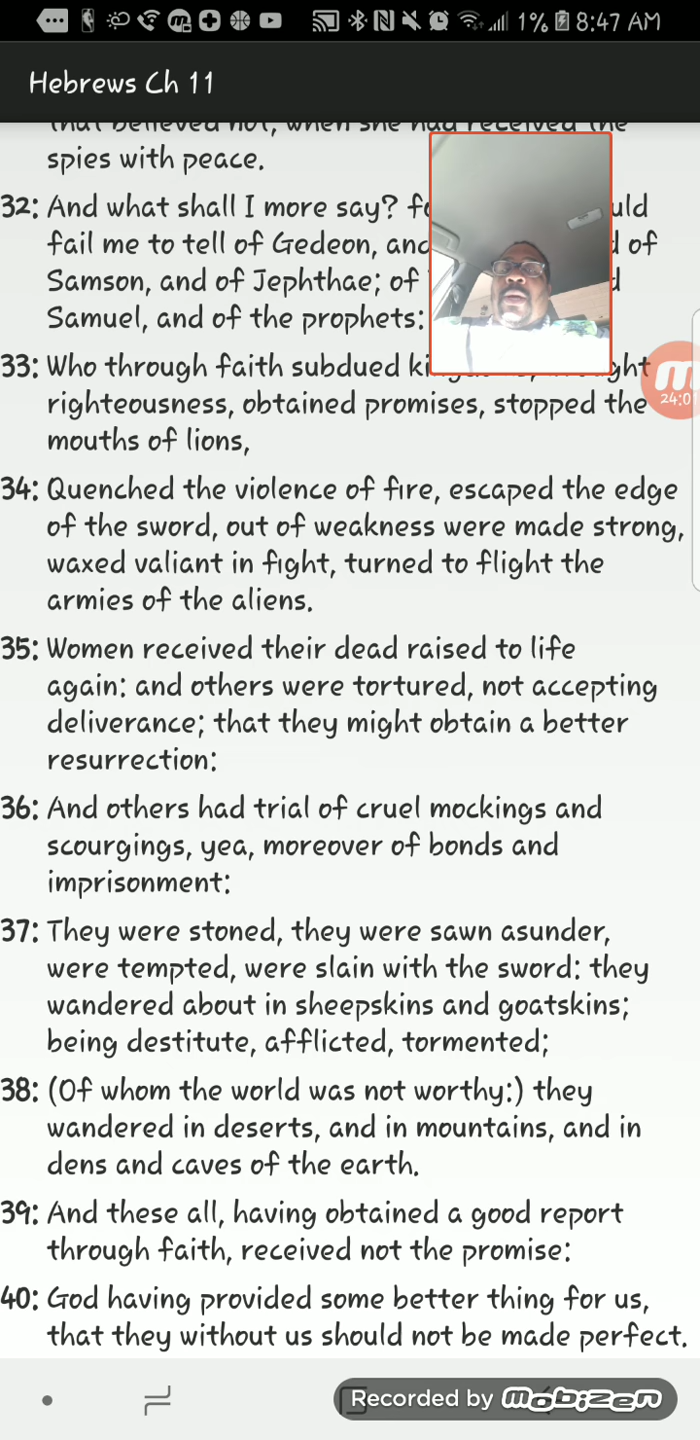 1% 8:47 AM
Hebrews Ch 11
that believed not, when she had received the
spies with peace.
32: And what shall I more say?
fail me to tell of Gedeon, and of
Samson, and of Jephthae; of
Samuel, and of the prophets:
33: Who through faith subdued
righteousness, obtained promises, stopped the
mouths of lions,
34: Quenched the violence of fire, escaped the edge
of the sword, out of weakness were made strong,
waxed valiant in fight, turned to flight the
armies of the aliens.
35: Women received their dead raised to life
again: and others were tortured, not accepting
deliverance; that they might obtain a better
resurrection:
36: And others had trial of cruel mockings and
scourgings, yea, moreover of bonds and
imprisonment:
37: They were stoned, they were sawn asunder,
were tempted, were slain with the sword: they
wandered about in sheepskins and goatskins;
being destitute, afflicted, tormented;
38: (Of whom the world was not worthy:) they
wandered in deserts, and in mountains, and in
dens and caves of the earth.
39: And these all, having obtained a good report
through faith, received not the promise:
40: God having provided some better thing for us,
that they without us should not be made perfect.
m
24:01
Recorded by mobizen